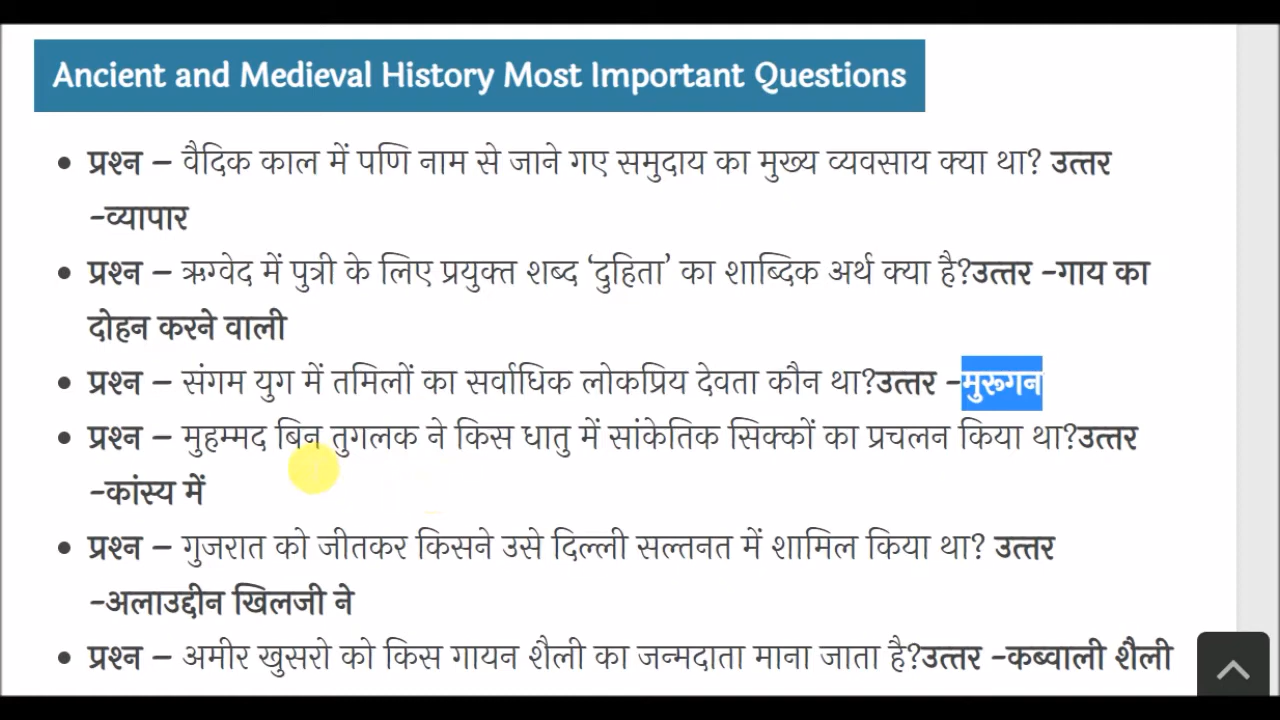 Ancient and Medieval History Most Important Questions
• प्रश्न – वैदिक काल में पणि नाम से जाने गए समुदाय का मुख्य व्यवसाय क्या था? उत्तर
-व्यापार
• प्रश्न – ऋग्वेद में पुत्री के लिए प्रयुक्त शब्द ‘दुहिता’ का शाब्दिक अर्थ क्या है?उत्तर -गाय का
दोहन करने वाली
• प्रश्न – संगम युग में तमिलों का सर्वाधिक लोकप्रिय देवता कौन था?उत्तर -मुरूगन
• प्रश्न – मुहम्मद बिन तुगलक ने किस धातु में सांकेतिक सिक्कों का प्रचलन किया था?उत्तर
-कांस्य में
• प्रश्न – गुजरात को जीतकर किसने उसे दिल्ली सल्तनत में शामिल किया था? उत्तर
-अलाउद्दीन खिलजी ने
• प्रश्न – अमीर खुसरो को किस गायन शैली का जन्मदाता माना जाता है?उत्तर -कब्वाली शैली